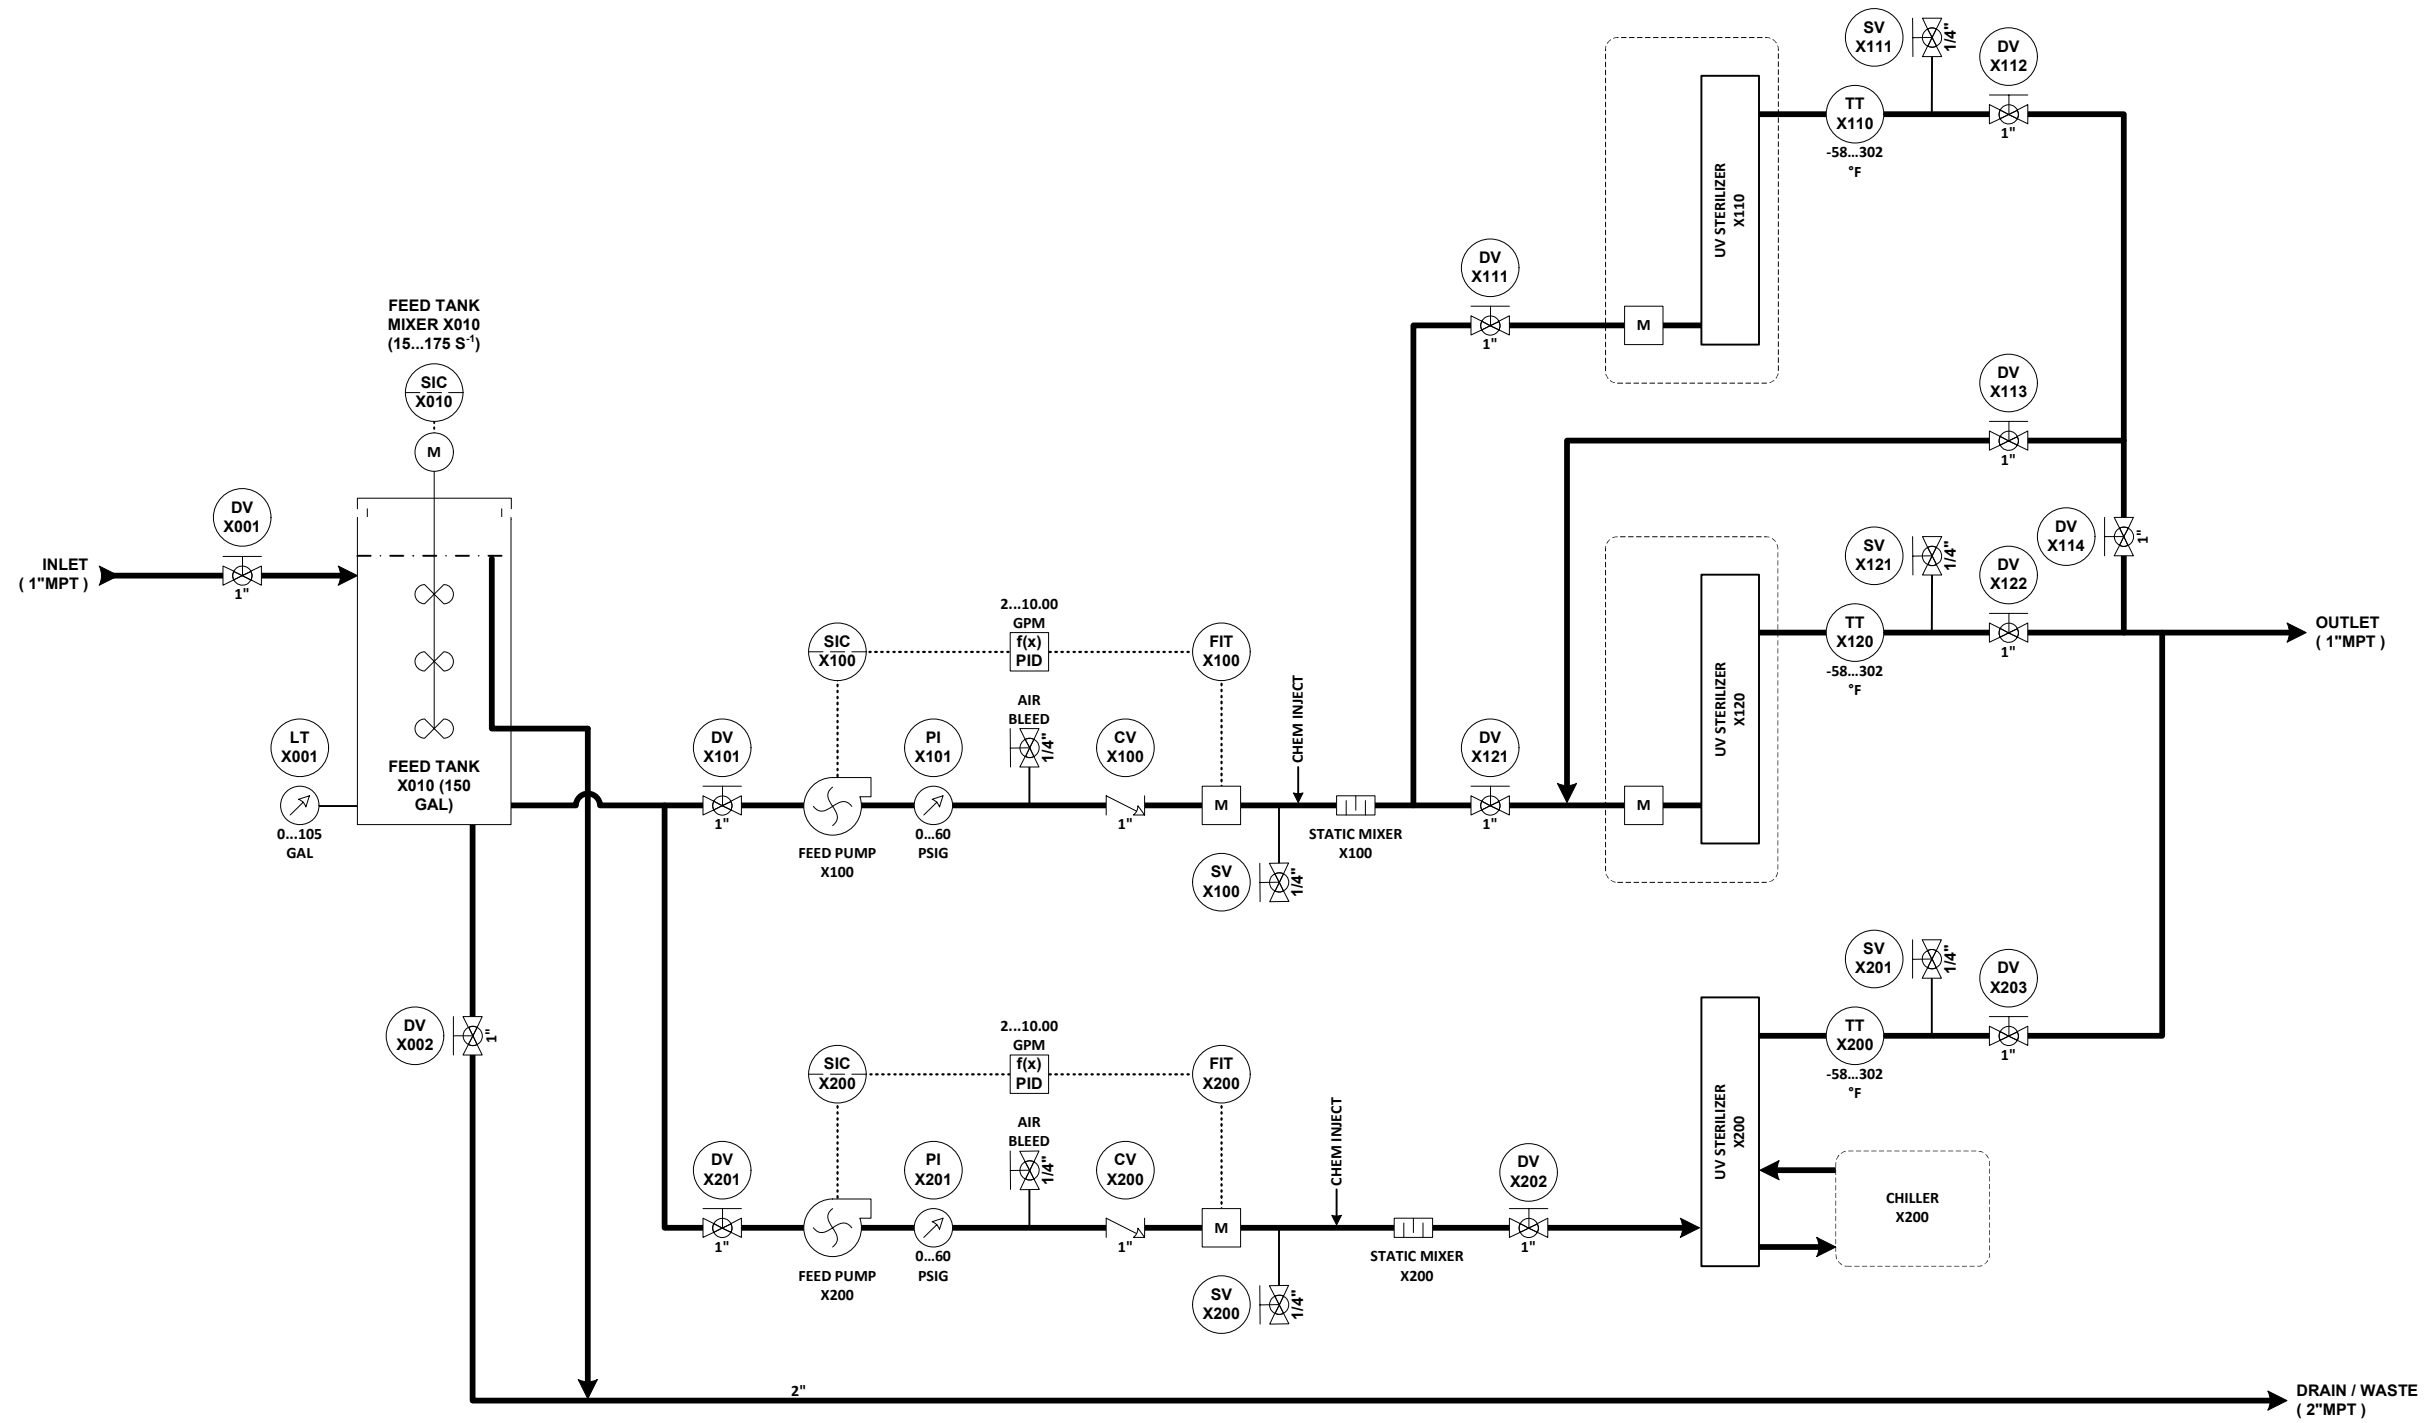 SV
X111
1/4"
DV
X112
1"
TT
X110
-58...302
°F
UV STERILIZER
X110
DV
X111
1"
M
FEED TANK
MIXER X010
(15...175 S-1)
SIC
X010
M
DV
X113
1"
DV
X001
1"
INLET
( 1"MPT )
DV
X114
1"
SV
X121
1/4"
DV
X122
1"
TT
X120
-58...302
°F
OUTLET
( 1"MPT )
UV STERILIZER
X120
M
2...10.00
GPM
f(x)
PID
SIC
X100
FIT
X100
AIR
BLEED
1/4"
CHEM INJECT
LT
X001
0...105
GAL
FEED TANK
X010 (150
GAL)
DV
X101
1"
FEED PUMP
X100
PI
X101
0...60
PSIG
CV
X100
1"
M
SV
X100
1/4"
STATIC MIXER
X100
DV
X121
1"
DV
X002
1"
SV
X201
1/4"
DV
X203
1"
TT
X200
-58...302
°F
UV STERILIZER
X200
CHILLER
X200
2...10.00
GPM
f(x)
PID
SIC
X200
FIT
X200
AIR
BLEED
1/4"
CHEM INJECT
DV
X201
1"
FEED PUMP
X200
PI
X201
0...60
PSIG
CV
X200
1"
M
SV
X200
1/4"
STATIC MIXER
X200
DV
X202
1"
2"
DRAIN / WASTE
( 2"MPT )